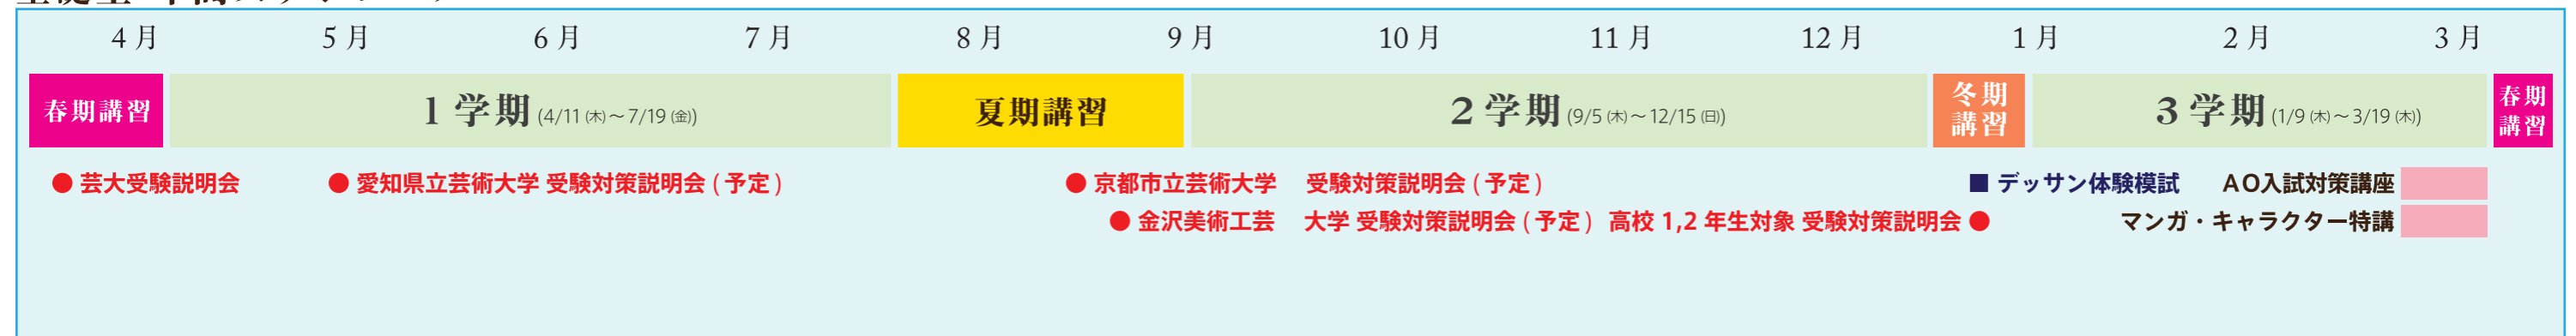 4月 5月 6月 7月 8月 9月 10月 11月 12月 1月 2月 3月
春期講習 1学期 (4/11 (木)～7/19 (金)) 夏期講習 2学期 (9/5 (木)～12/15 (日)) 冬期 3学期 (1/9 (木)～3/19 (木)) 春期
講習 講習
● 芸大受験説明会 ● 愛知県立芸術大学 受験対策説明会 (予定) ● 京都市立芸術大学 受験対策説明会 (予定) ■ デッサン体験模試 AO入試対策講座
● 金沢美術工芸 大学 受験対策説明会 (予定) 高校 1,2 年生対象 受験対策説明会 ● マンガ・キャラクター特講